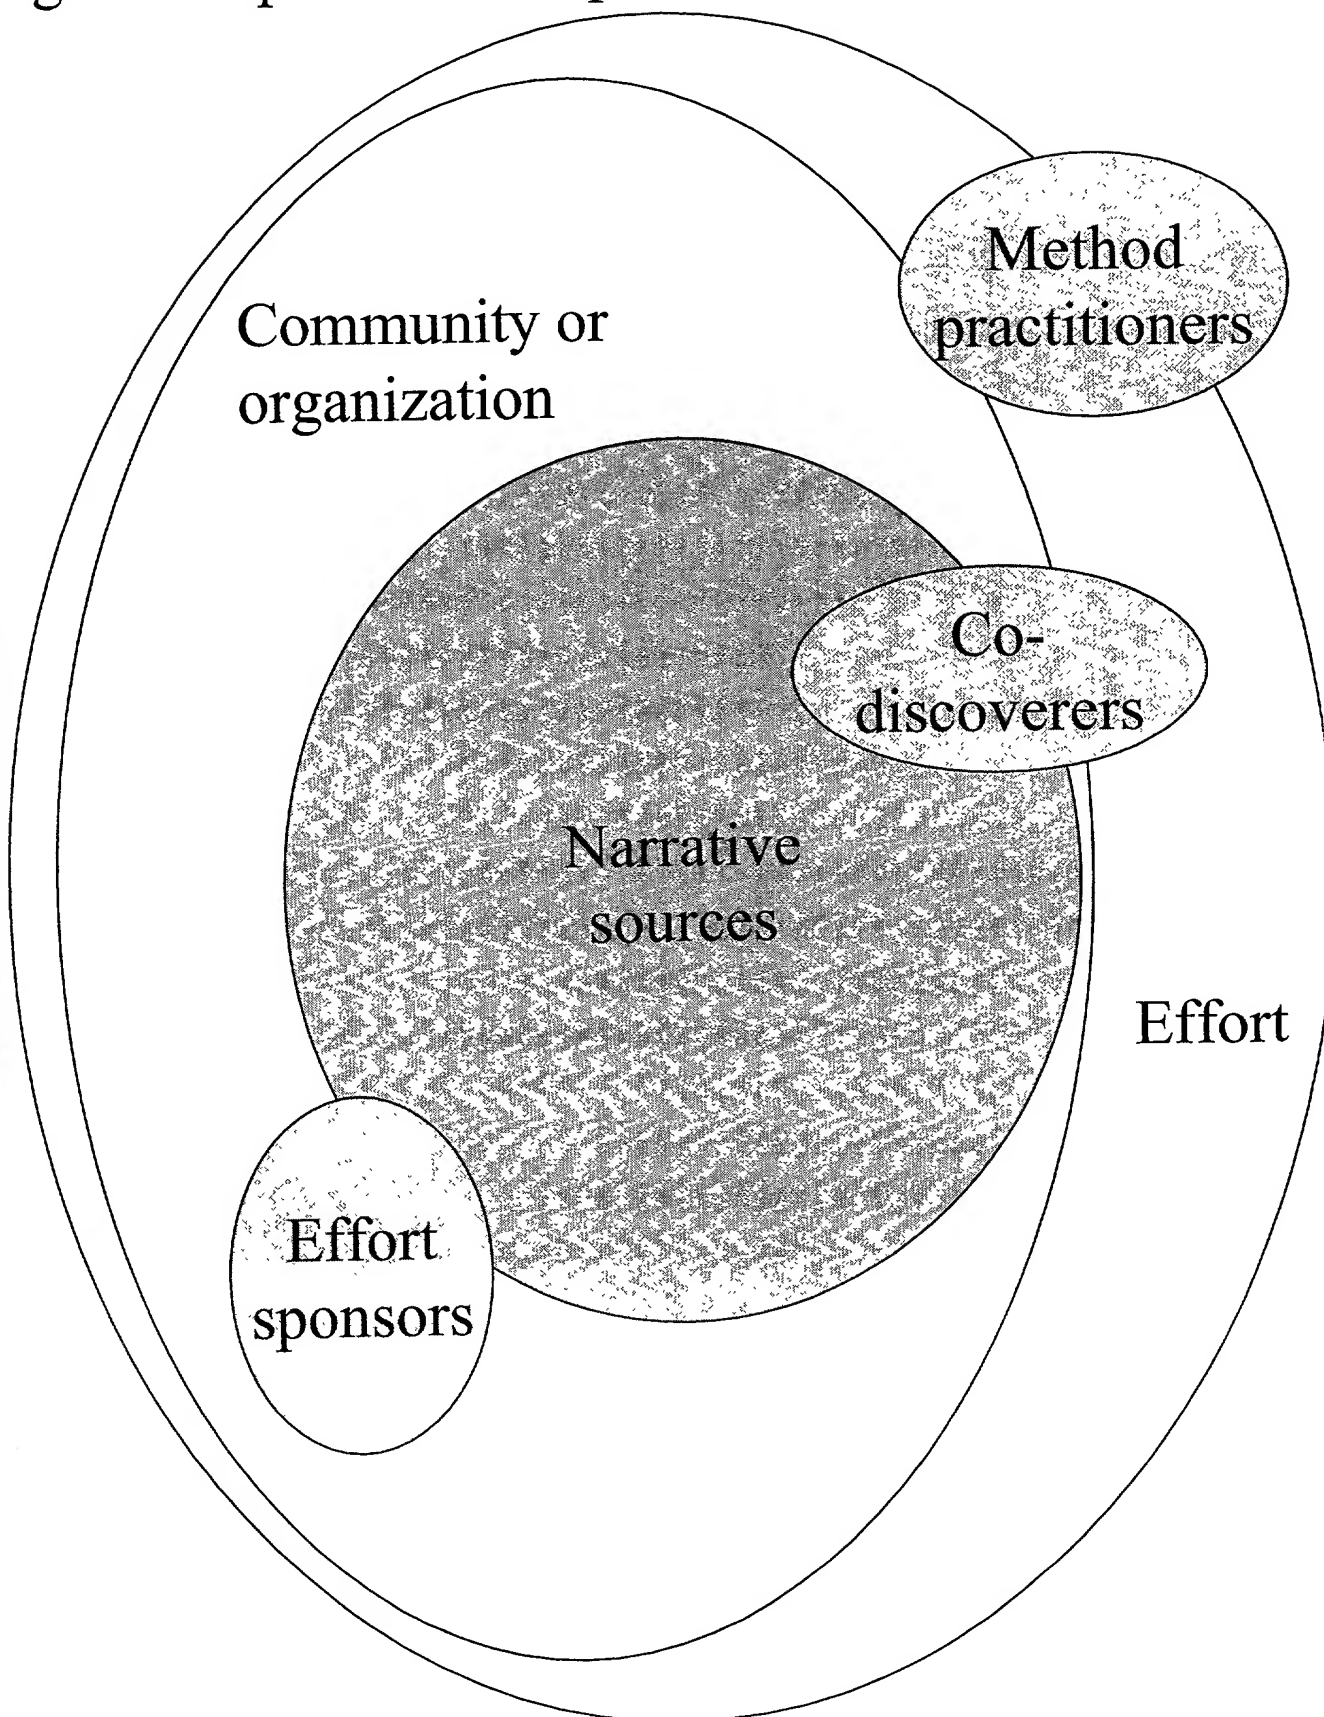 Method
practitioners
Community or
organization
Co-
discoverers
Narrative
sources
Effort
Effort
sponsors